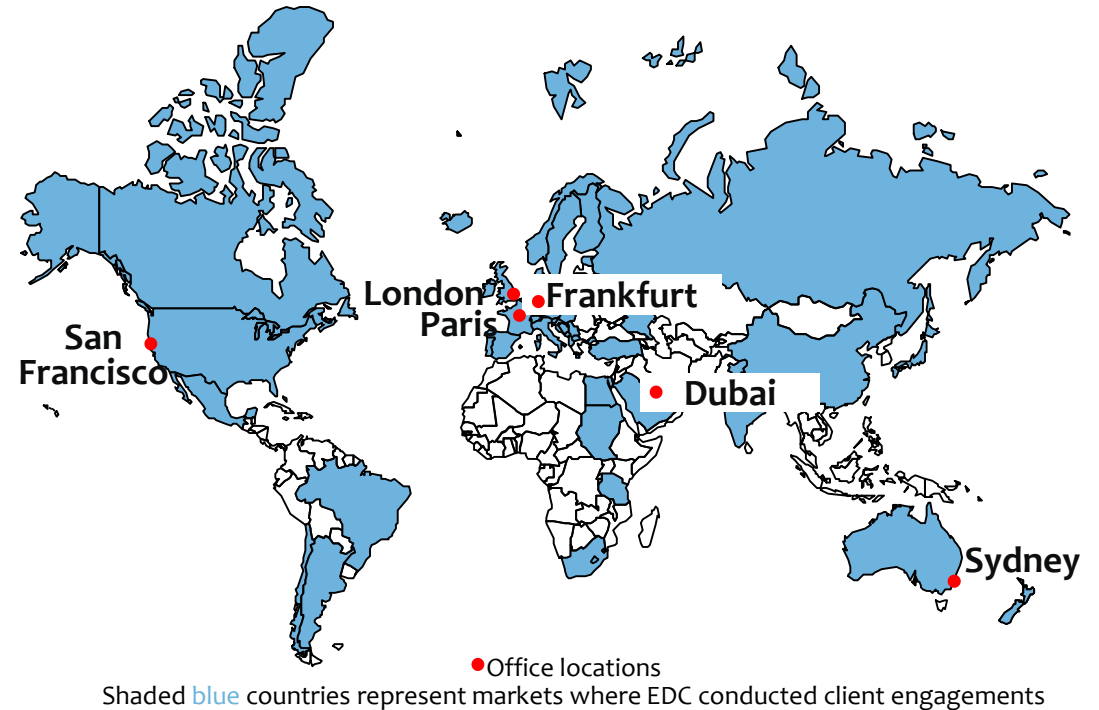 London
Frankfurt
Paris
San
Francisco
Dubai
Sydney
Office locations
Shaded blue countries represent markets where EDC conducted client engagements